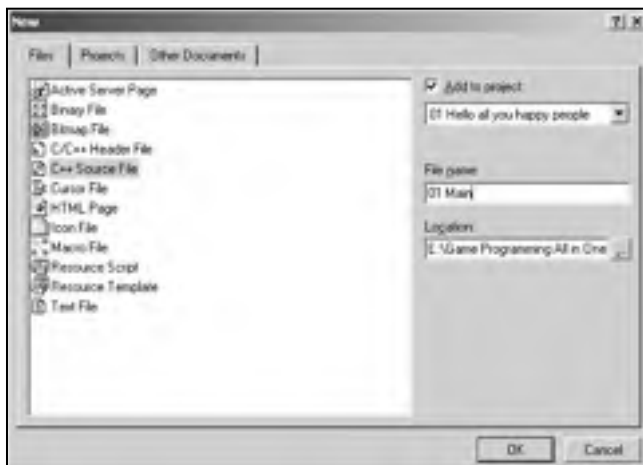 New
Files Projects Other Documents
Active Server Page
Binary File
Bitmap File
C/C++ Header File
C++ Source File
Cursor File
HTML Page
Icon File
Macro File
Resource Script
Resource Template
Text File
Add to project:
01 Hello all you happy people
File name:
01 Main
Location:
E:\Game Programming All in One
...
OK Cancel